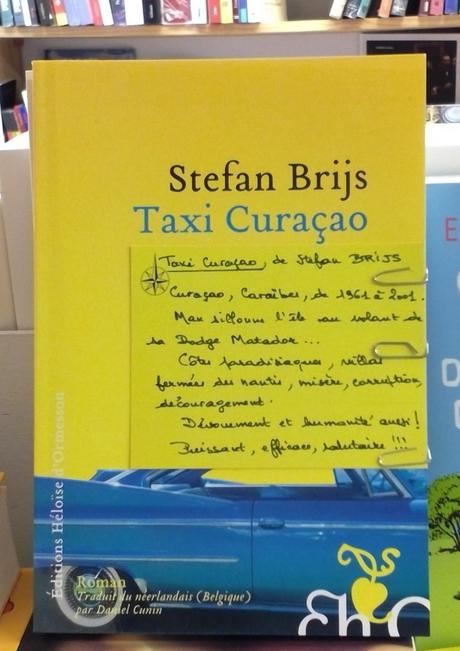 Stefan Brijs
Taxi Curaçao
Taxi Curaçao, de Stefan BRIJS
Curaçao, Caraïbes, de 1961 à 2001.
Max sillonne l'île au volant de
sa Dodge Matador...
Côtes paradisiaques, villas
fermées des nantis, misère, corruption,
découragement.
Dévouement et humanité aussi !
Puissant, efficace, salutaire !!!
Éditions Héloïse d'Ormesson
Roman
Traduit du néerlandais (Belgique)
par Daniel Cunin
E